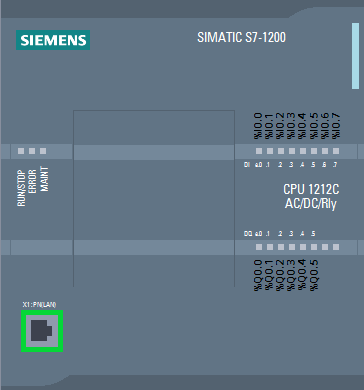 SIEMENS
SIMATIC S7-1200
%I0.0
%I0.1
%I0.2
%I0.3
%I0.4
%I0.5
%I0.6
%I0.7
DI a.0 .1 .2 .3 .4 .5 .6 .7
RUN/STOP
ERROR
MAINT
CPU 1212C
AC/DC/Rly
DQ a.0 .1 .2 .3 .4 .5
%Q0.0
%Q0.1
%Q0.2
%Q0.3
%Q0.4
%Q0.5
X1:PN(LAN)